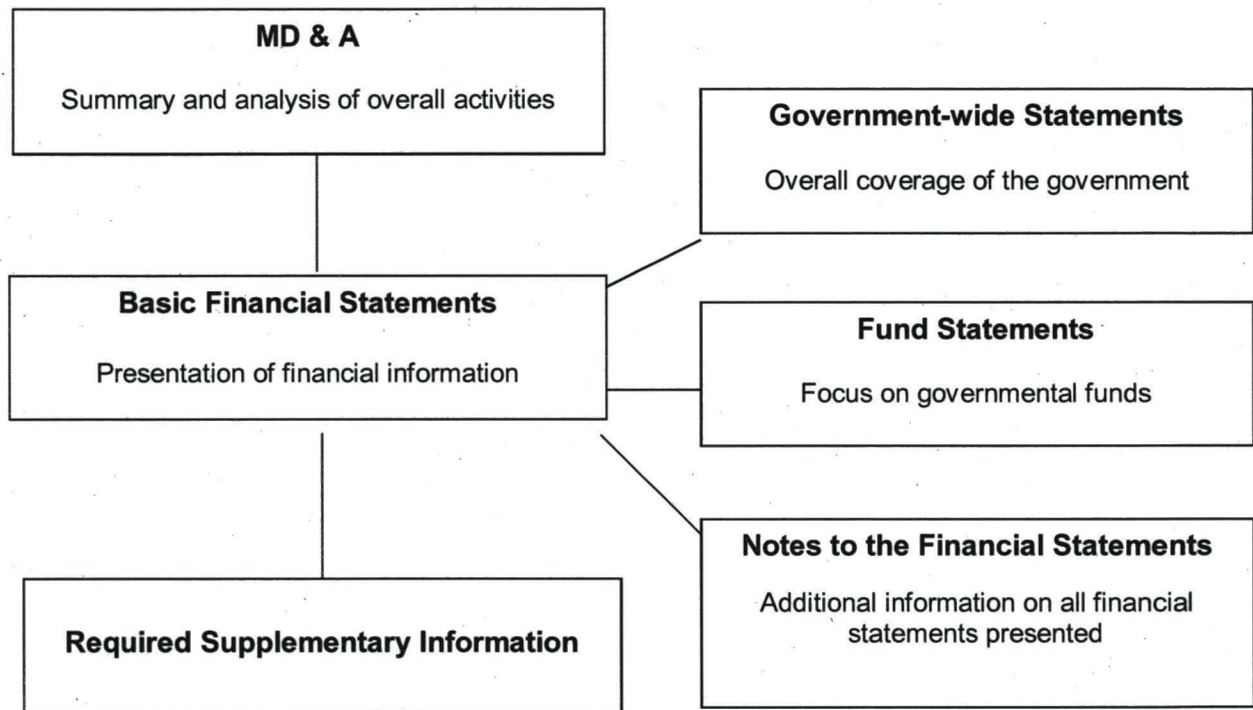 MD & A
Summary and analysis of overall activities
Government-wide Statements
Overall coverage of the government
Basic Financial Statements
Presentation of financial information
Fund Statements
Focus on governmental funds
Notes to the Financial Statements
Additional information on all financial
statements presented
Required Supplementary Information